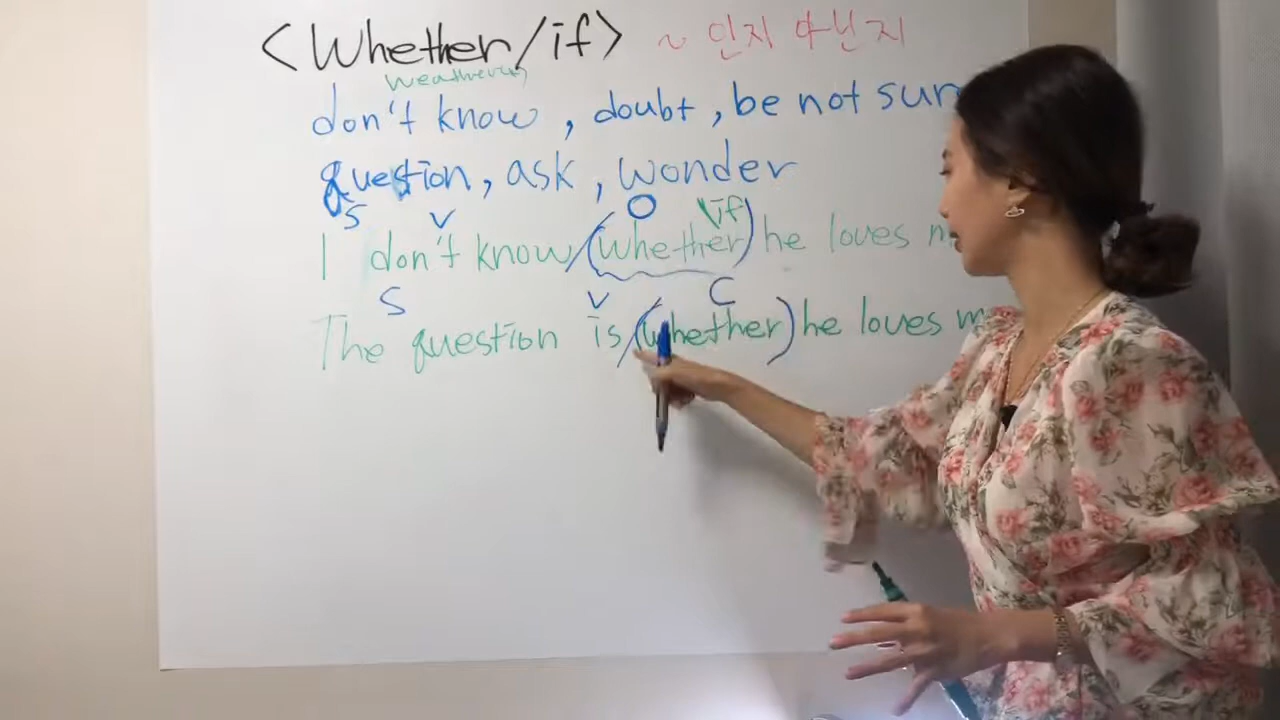 <Whether/if> ~ 인지 아닌지
weather
don't know, doubt, be not sur
question, ask, wonder
S V O if
I don't know (whether) he loves m
S V C
The question is (whether) he loves m